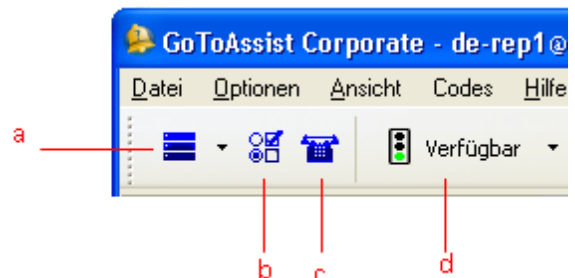 GoToAssist Corporate - de-rep1@
Datei Optionen Ansicht Codes Hilfe
a
Verfügbar
b c d